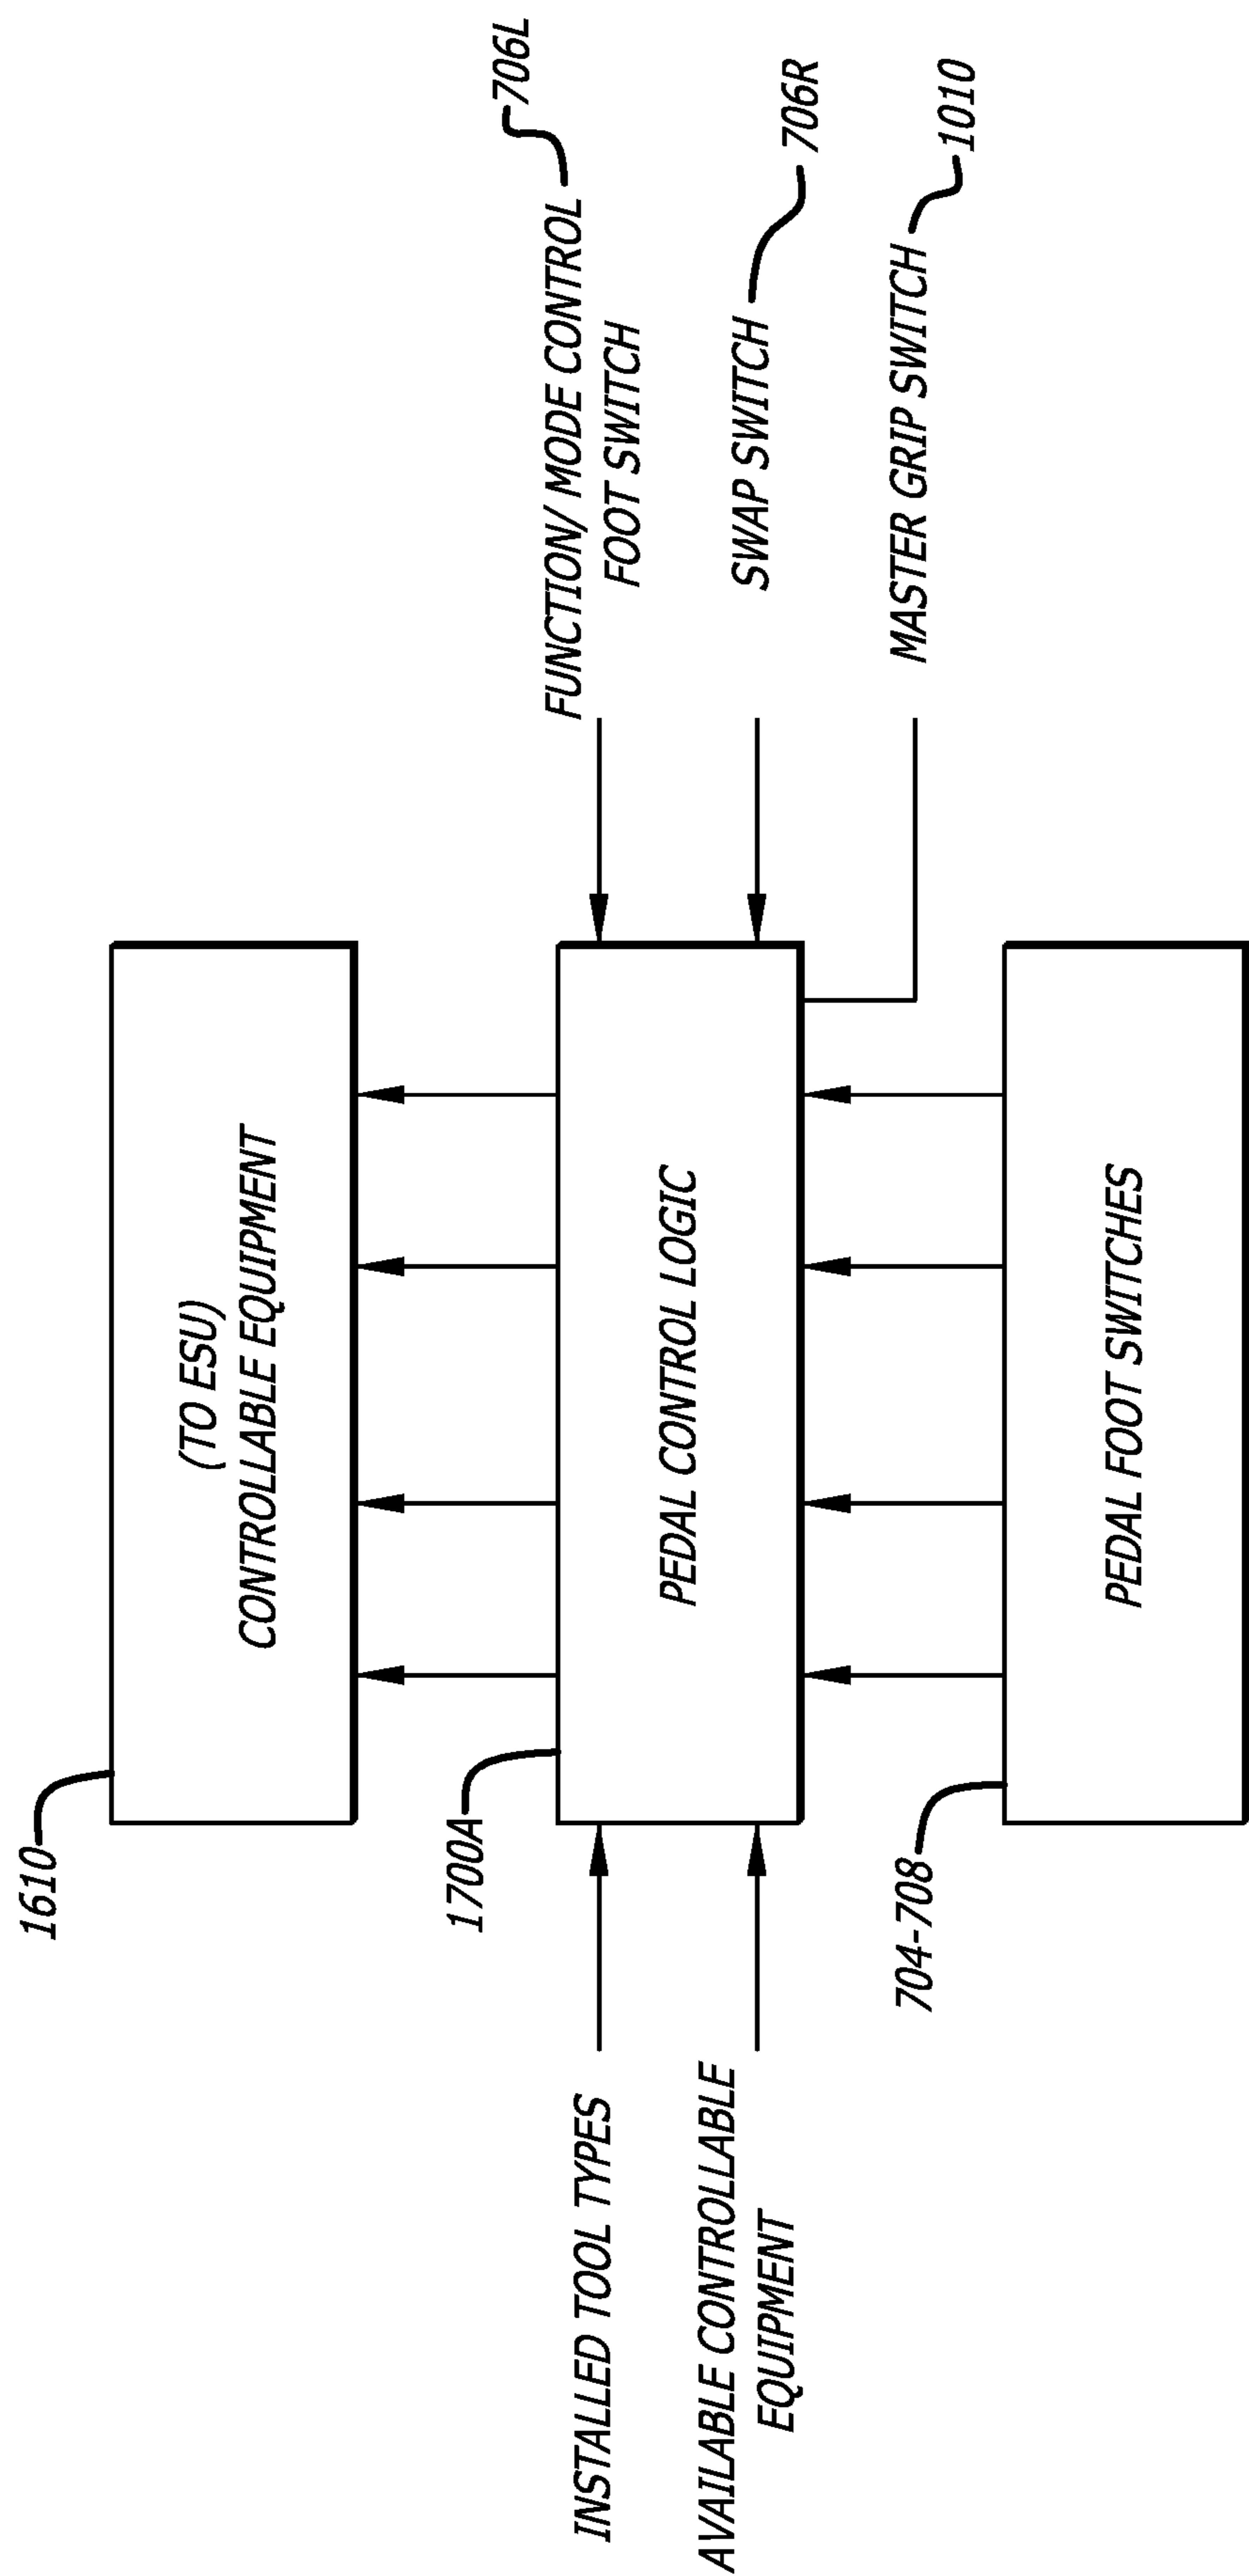 1610
(TO ESU)
CONTROLLABLE EQUIPMENT
1700A
PEDAL CONTROL LOGIC
INSTALLED TOOL TYPES
AVAILABLE CONTROLLABLE
EQUIPMENT
FUNCTION/ MODE CONTROL
FOOT SWITCH
706L
SWAP SWITCH
706R
MASTER GRIP SWITCH
1010
704-708
PEDAL FOOT SWITCHES